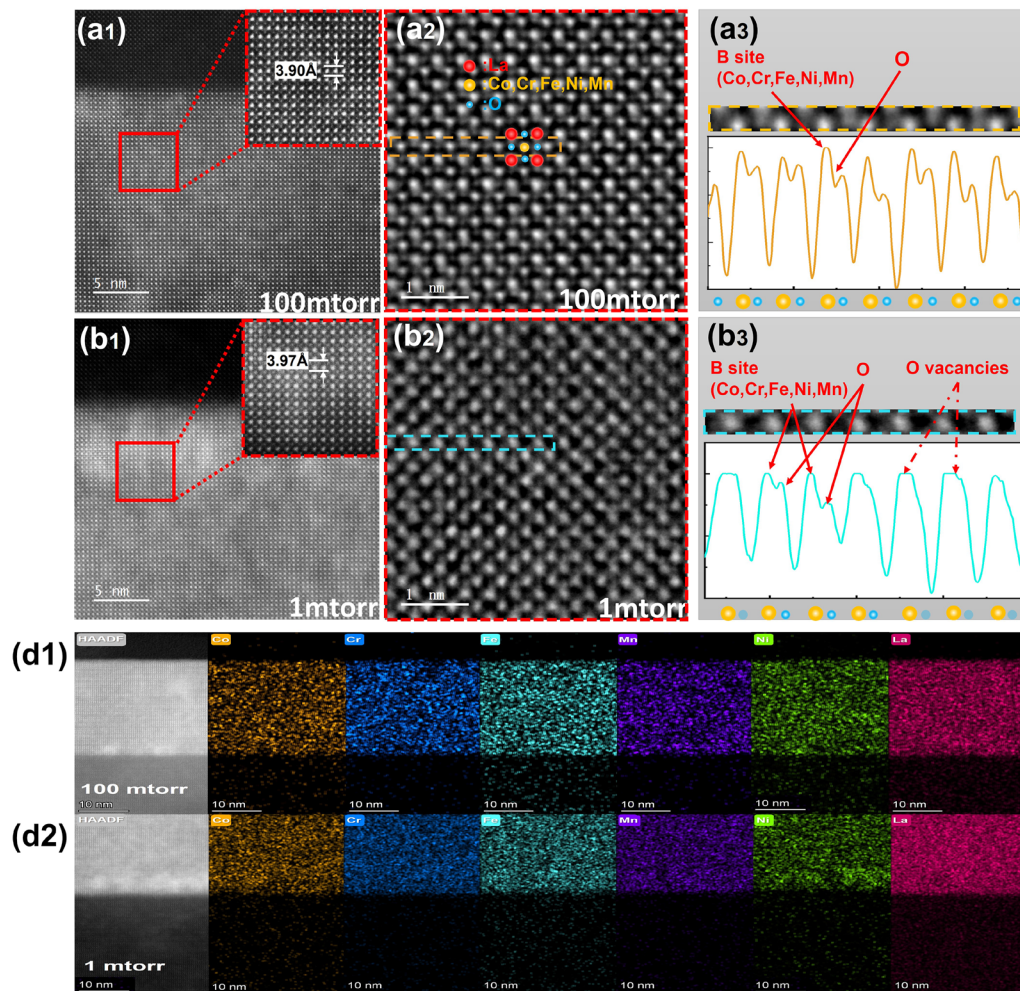 (a1)
3.90Å
5 nm
100mtorr
(a2)
:La
:Co,Cr,Fe,Ni,Mn
:O
1 nm
100mtorr
(a3)
B site
(Co,Cr,Fe,Ni,Mn)
O
(b1)
3.97Å
5 nm
1mtorr
(b2)
1 nm
1mtorr
(b3)
B site
(Co,Cr,Fe,Ni,Mn)
O
O vacancies
(d1)
HAADF
Co
Cr
Fe
Mn
Ni
La
100 mtorr
10 nm
10 nm
10 nm
10 nm
10 nm
10 nm
10 nm
(d2)
HAADF
Co
Cr
Fe
Mn
Ni
La
1 mtorr
10 nm
10 nm
10 nm
10 nm
10 nm
10 nm
10 nm